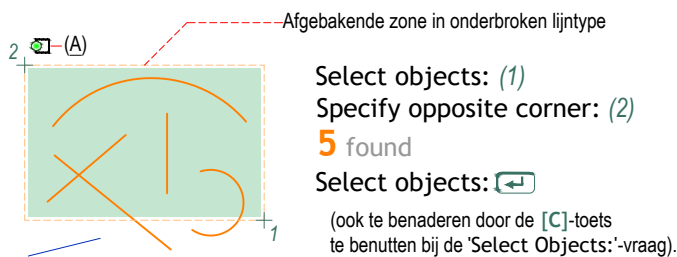 Afgebakende zone in onderbroken lijntype
2 (A)
Select objects: (1)
Specify opposite corner: (2)
5 found
Select objects:
1
(ook te benaderen door de [C]-toets
te benutten bij de 'Select Objects:'-vraag).